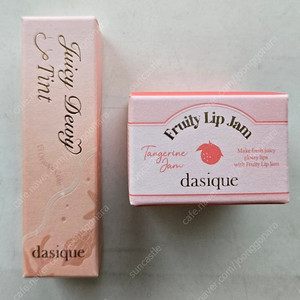 Juicy Dewy
Tint
dasique
Fruity Lip Jam
Tangerine
Jam
Make fresh juicy
glossy lips
with Fruity Lip Jam
dasique
suncastle